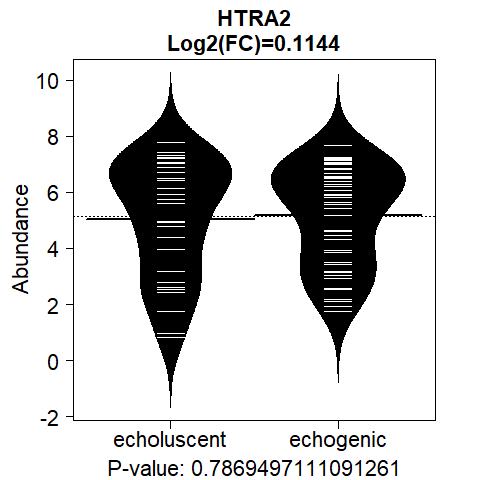 HTRA2
Log2(FC)=0.1144
Abundance
10
8
6
4
2
0
-2
echoluscent echogenic
P-value: 0.7869497111091261